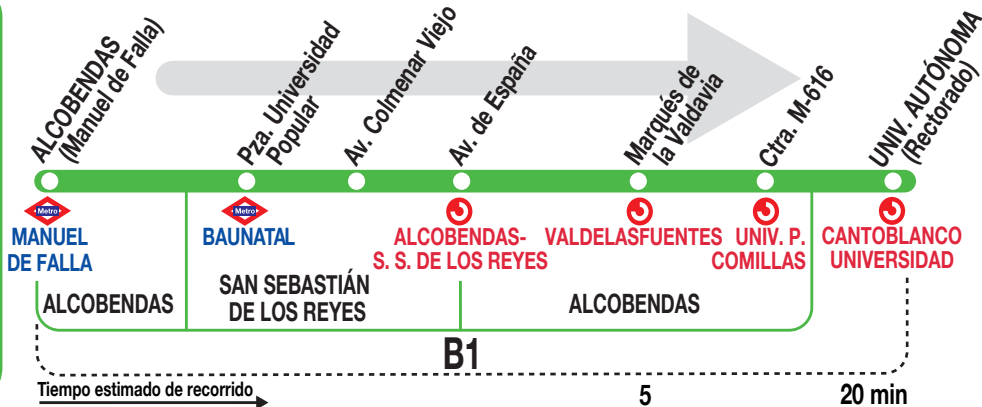 ALCOBENDAS
(Manuel de Falla)
Pza. Universidad
Popular
Av. Colmenar Viejo
Av. de España
Marqués de
la Valdavia
Ctra. M-616
UNIV. AUTÓNOMA
(Rectorado)
Metro
MANUEL
DE FALLA
Metro
BAUNATAL
ALCOBENDAS-
S. S. DE LOS REYES
VALDELASFUENTES
UNIV. P.
COMILLAS
CANTOBLANCO
UNIVERSIDAD
ALCOBENDAS
SAN SEBASTIÁN
DE LOS REYES
ALCOBENDAS
B1
Tiempo estimado de recorrido
5
20 min